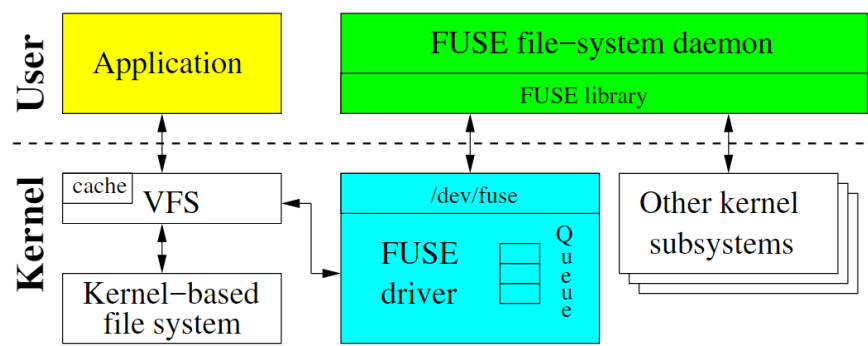 User
Application
FUSE file−system daemon
FUSE library
Kernel
cache
VFS
Kernel−based
file system
/dev/fuse
FUSE
driver
Queue
Other kernel
subsystems